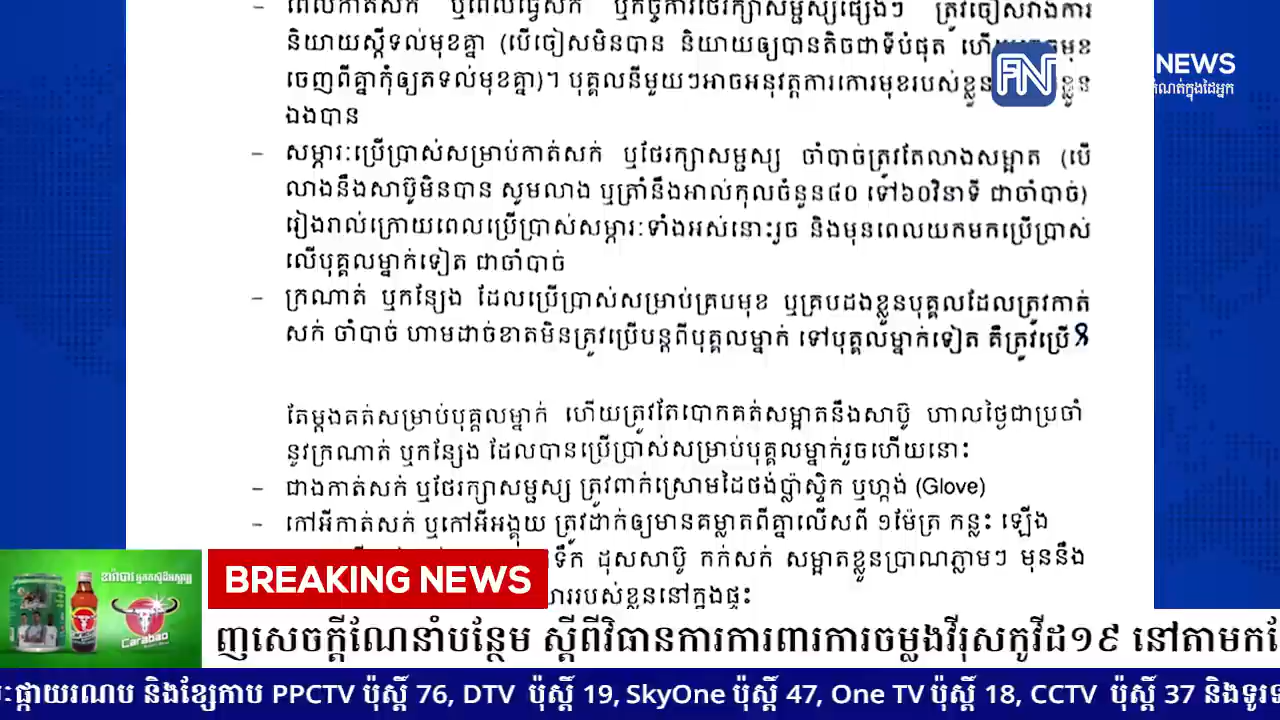 – ពេលកាត់សក់ ឬពេលធ្វើសក់ ឬកិច្ចការថែរក្សាសម្ផស្សផ្សេងៗ ត្រូវចៀសវាងការ
និយាយស្តីទល់មុខគ្នា (បើចៀសមិនបាន និយាយឲ្យបានតិចជាទីបំផុត ហើយ មុខ
ចេញពីគ្នាកុំឲ្យតទល់មុខគ្នា)។ បុគ្គលនីមួយៗអាចអនុវត្តការកោរមុខរបស់ខ្លួន ខ្លួន
ឯងបាន
– សម្ភារៈប្រើប្រាស់សម្រាប់កាត់សក់ ឬថែរក្សាសម្ផស្ស ចាំបាច់ត្រូវតែលាងសម្អាត (បើ
លាងនឹងសាប៊ូមិនបាន សូមលាង ឬត្រាំនឹងអាល់កុលចំនួន៤០ ទៅ៦០វិនាទី ជាចាំបាច់)
រៀងរាល់ក្រោយពេលប្រើប្រាស់សម្ភារៈទាំងអស់នោះរួច និងមុនពេលយកមកប្រើប្រាស់
លើបុគ្គលម្នាក់ទៀត ជាចាំបាច់
– ក្រណាត់ ឬកន្សែង ដែលប្រើប្រាស់សម្រាប់គ្របមុខ ឬគ្របដងខ្លួនបុគ្គលដែលត្រូវកាត់
សក់ ចាំបាច់ ហាមដាច់ខាតមិនត្រូវប្រើបន្តពីបុគ្គលម្នាក់ ទៅបុគ្គលម្នាក់ទៀត គឺត្រូវប្រើ
តែម្តងគត់សម្រាប់បុគ្គលម្នាក់ ហើយត្រូវតែបោកគត់សម្អាតនឹងសាប៊ូ ហាលថ្ងៃជាប្រចាំ
នូវក្រណាត់ ឬកន្សែង ដែលបានប្រើប្រាស់សម្រាប់បុគ្គលម្នាក់រួចហើយនោះ
– ជាងកាត់សក់ ឬថែរក្សាសម្ផស្ស ត្រូវពាក់ស្រោមដៃថង់ប្លាស្ទិក ឬហ្កង់ (Glove)
– កៅអីកាត់សក់ ឬកៅអីអង្គុយ ត្រូវដាក់ឲ្យមានគម្លាតពីគ្នាលើសពី ១ម៉ែត្រ កន្លះ ឡើង
ទឹក ដុសសាប៊ូ កក់សក់ សម្អាតខ្លួនប្រាណភ្លាមៗ មុននឹង
របស់ខ្លួននៅក្នុងផ្ទះ
FN
NEWS
ក្នុងដៃអ្នក
Carabao
BREAKING NEWS
ញសេចក្តីណែនាំបន្ថែម ស្តីពីវិធានការការពារការចម្លងវីរុសកូវីដ១៩ នៅតាមក
ៈផ្កាយរណប និងខ្សែកាប PPCTV ប៉ុស្តិ៍ 76, DTV ប៉ុស្តិ៍ 19, SkyOne ប៉ុស្តិ៍ 47, One TV ប៉ុស្តិ៍ 18, CCTV ប៉ុស្តិ៍ 37 និងទូរ